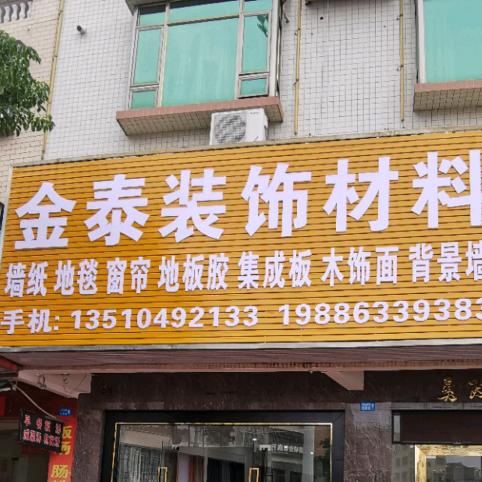 金泰装饰材料
墙纸 地毯 窗帘 地板胶 集成板 木饰面 背景墙
手机: 13510492133 19886339383
肠